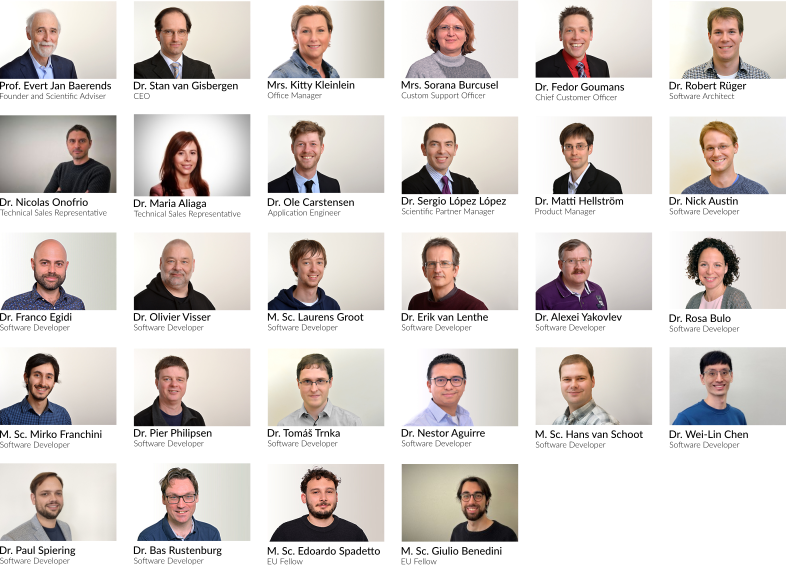 Prof. Evert Jan Baerends
Founder and Scientific Adviser
Dr. Stan van Gisbergen
CEO
Mrs. Kitty Kleinlein
Office Manager
Mrs. Sorana Burcusel
Custom Support Officer
Dr. Fedor Goumans
Chief Customer Officer
Dr. Robert Rüger
Software Architect
Dr. Nicolas Onofrio
Technical Sales Representative
Dr. Maria Aliaga
Technical Sales Representative
Dr. Ole Carstensen
Application Engineer
Dr. Sergio López López
Scientific Partner Manager
Dr. Matti Hellström
Product Manager
Dr. Nick Austin
Software Developer
Dr. Franco Egidi
Software Developer
Dr. Olivier Visser
Software Developer
M. Sc. Laurens Groot
Software Developer
Dr. Erik van Lenthe
Software Developer
Dr. Alexei Yakovlev
Software Developer
Dr. Rosa Bulo
Software Developer
M. Sc. Mirko Franchini
Software Developer
Dr. Pier Philipsen
Software Developer
Dr. Tomáš Trnka
Software Developer
Dr. Nestor Aguirre
Software Developer
M. Sc. Hans van Schoot
Software Developer
Dr. Wei-Lin Chen
Software Developer
Dr. Paul Spiering
Software Developer
Dr. Bas Rustenburg
Software Developer
M. Sc. Edoardo Spadetto
EU Fellow
M. Sc. Giulio Benedini
EU Fellow